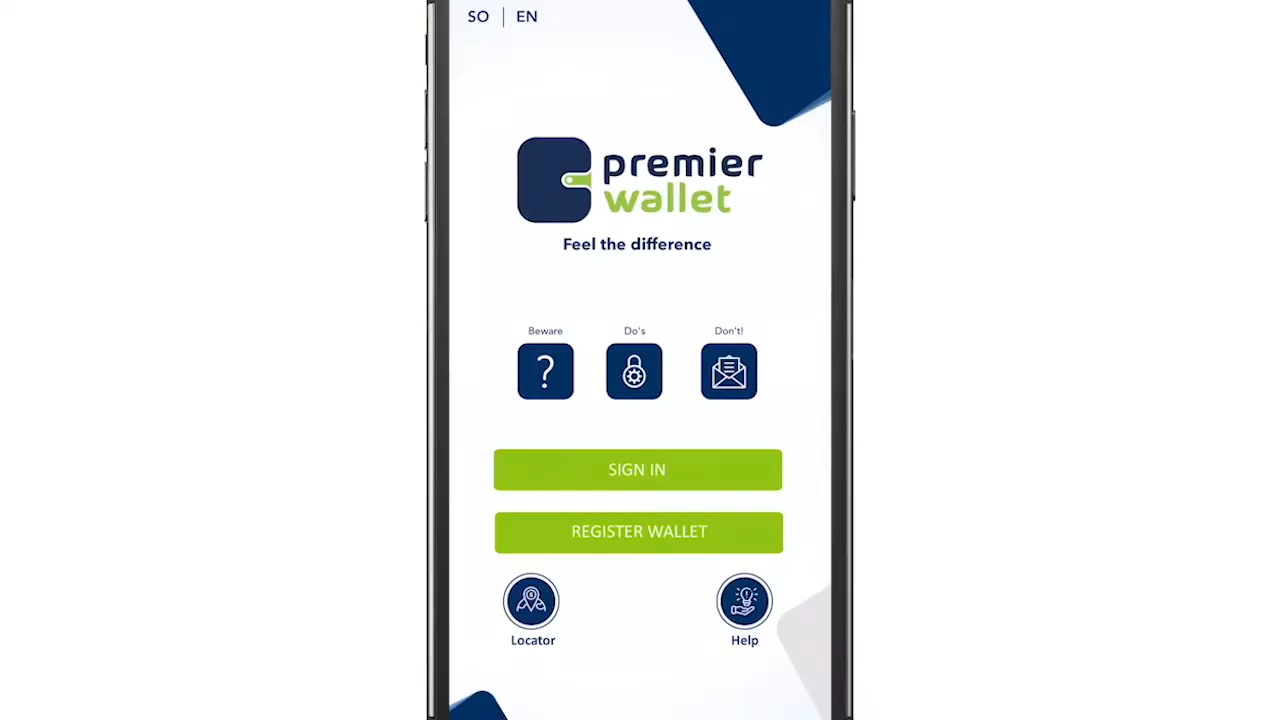 SO | EN
premier
wallet
Feel the difference
Beware Do's Don't!
?
SIGN IN
REGISTER WALLET
Locator Help